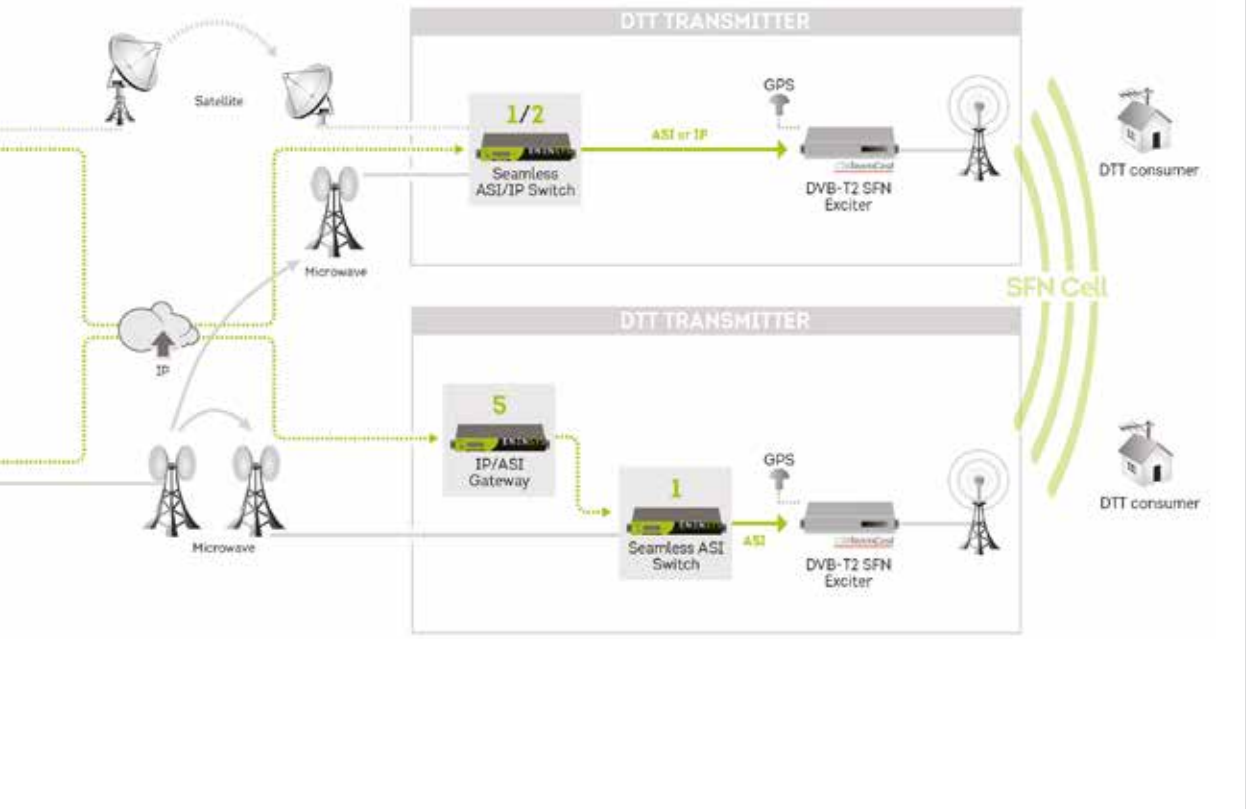 DTT TRANSMITTER
Satellite
1/2
Seamless
ASI/IP Switch
ASI or IP
GPS
DVB-T2 SFN
Exciter
DTT consumer
Microwave
SFN Cell
IP
DTT TRANSMITTER
5
IP/ASI
Gateway
1
Seamless ASI
Switch
ASI
GPS
DVB-T2 SFN
Exciter
DTT consumer
Microwave